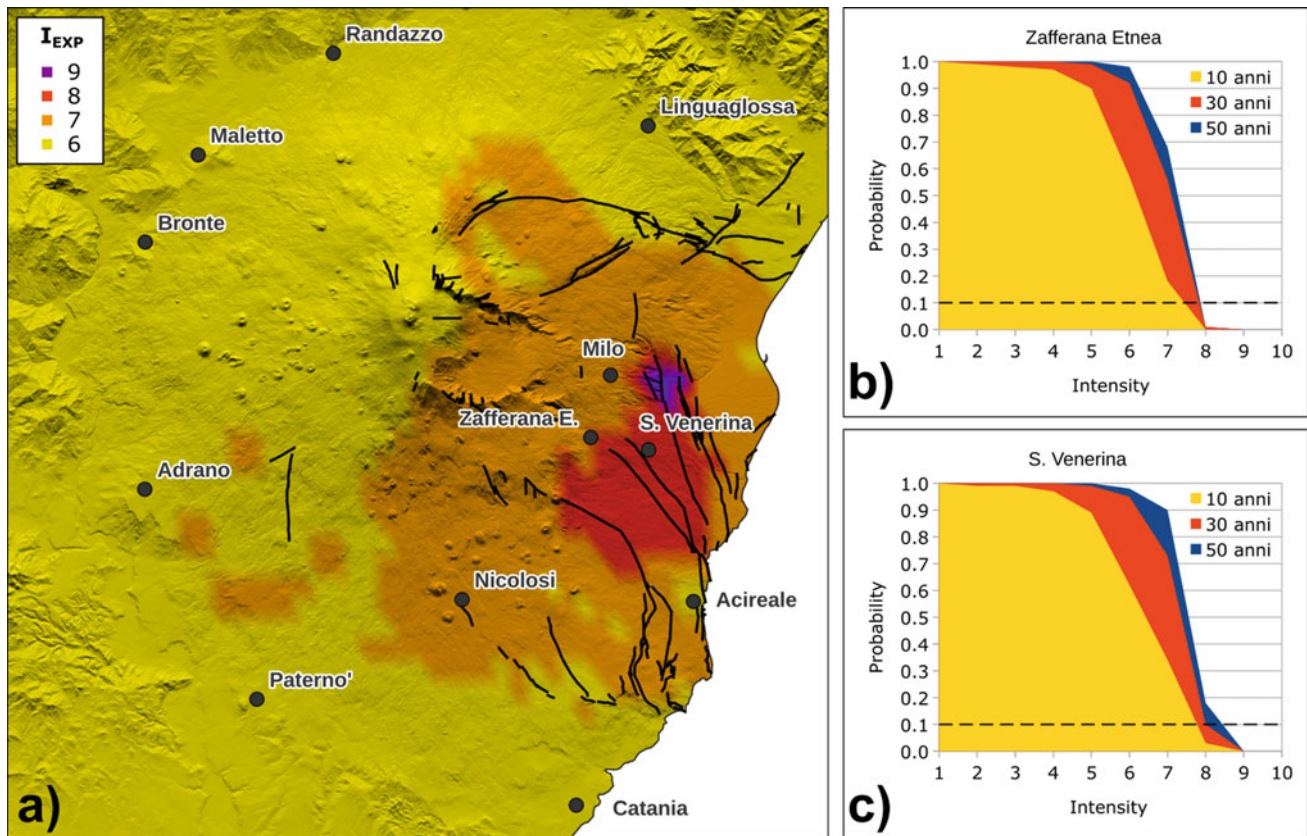 I_EXP
9
8
7
6
Randazzo
Linguaglossa
Maletto
Bronte
Milo
Zafferana E.
S. Venerina
Adrano
Nicolosi
Acireale
Paterno'
Catania
a)
Zafferana Etnea
1.0
0.9
0.8
0.7
0.6
0.5
0.4
0.3
0.2
0.1
0.0
Probability
10 anni
30 anni
50 anni
1 2 3 4 5 6 7 8 9 10
Intensity
b)
S. Venerina
1.0
0.9
0.8
0.7
0.6
0.5
0.4
0.3
0.2
0.1
0.0
Probability
10 anni
30 anni
50 anni
1 2 3 4 5 6 7 8 9 10
Intensity
c)